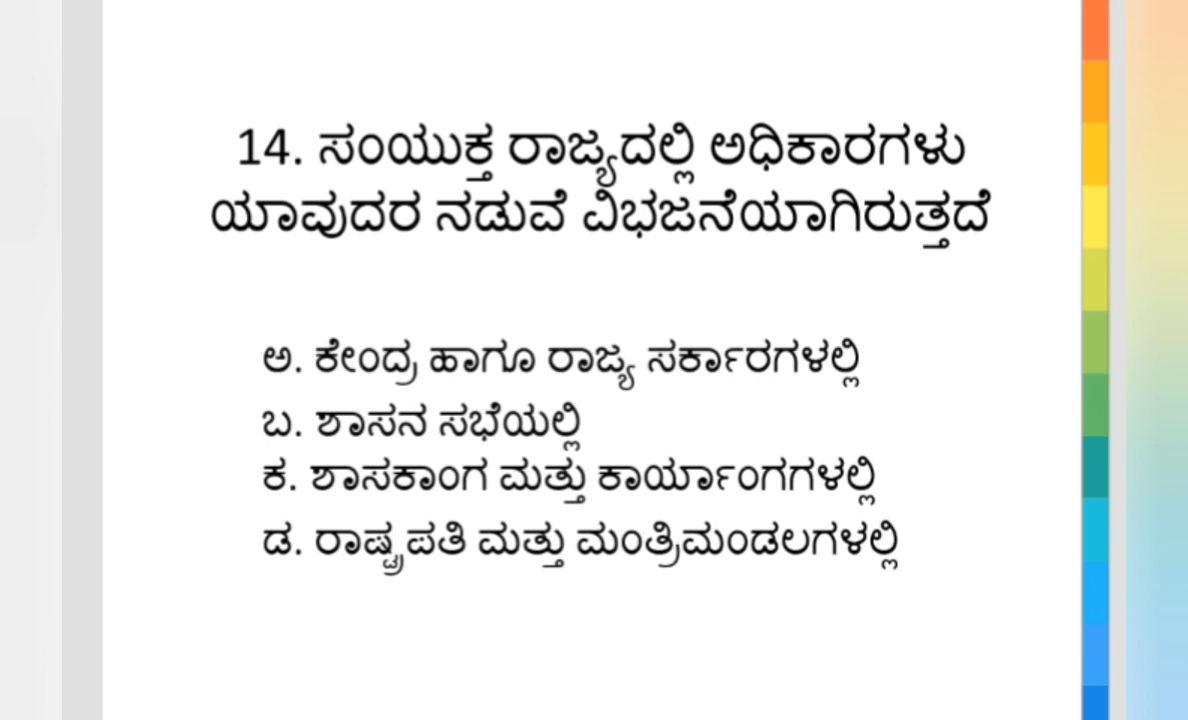 14. ಸಂಯುಕ್ತ ರಾಜ್ಯದಲ್ಲಿ ಅಧಿಕಾರಗಳು
ಯಾವುದರ ನಡುವೆ ವಿಭಜನೆಯಾಗಿರುತ್ತದೆ
ಅ. ಕೇಂದ್ರ ಹಾಗೂ ರಾಜ್ಯ ಸರ್ಕಾರಗಳಲ್ಲಿ
ಬ. ಶಾಸನ ಸಭೆಯಲ್ಲಿ
ಕ. ಶಾಸಕಾಂಗ ಮತ್ತು ಕಾರ್ಯಾಂಗಗಳಲ್ಲಿ
ಡ. ರಾಷ್ಟ್ರಪತಿ ಮತ್ತು ಮಂತ್ರಿಮಂಡಲಗಳಲ್ಲಿ